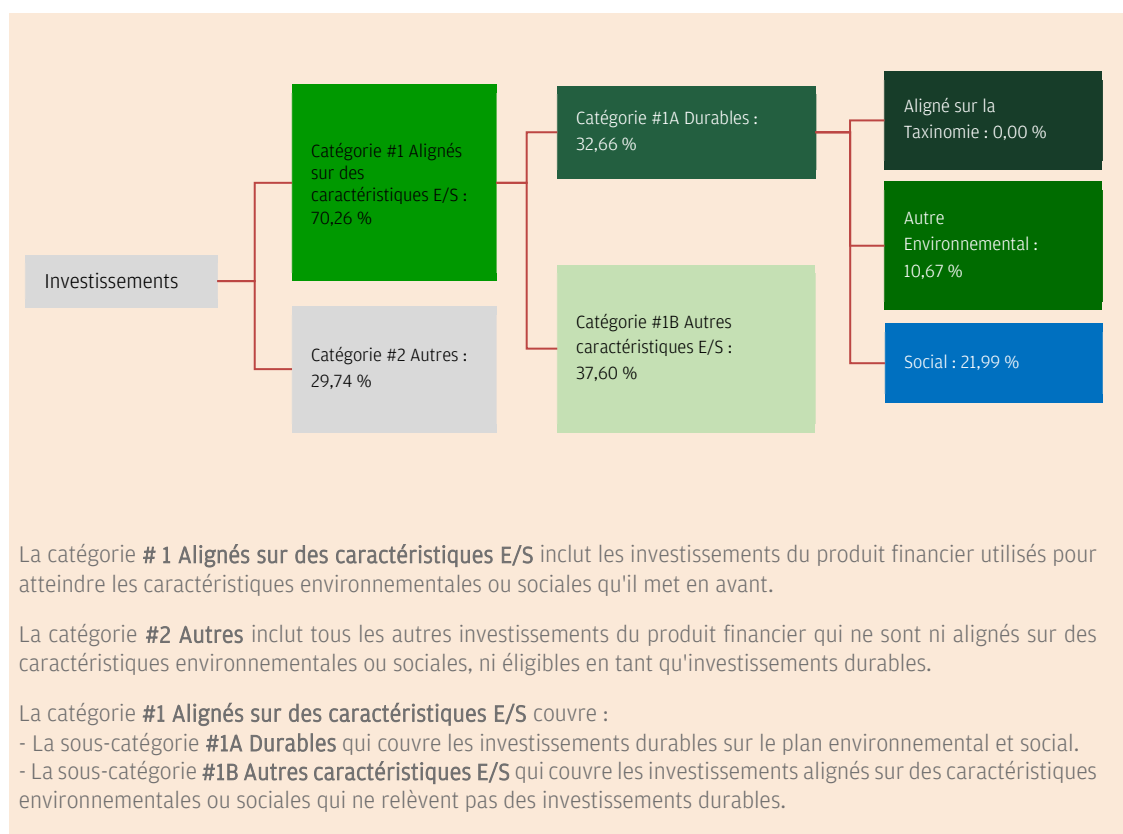 Investissements
Catégorie #1 Alignés
sur des
caractéristiques E/S :
70,26 %
Catégorie #2 Autres :
29,74 %
Catégorie #1A Durables :
32,66 %
Catégorie #1B Autres
caractéristiques E/S :
37,60 %
Aligné sur la
Taxinomie : 0,00 %
Autre
Environnemental :
10,67 %
Social : 21,99 %
La catégorie # 1 Alignés sur des caractéristiques E/S inclut les investissements du produit financier utilisés pour
atteindre les caractéristiques environnementales ou sociales qu'il met en avant.
La catégorie #2 Autres inclut tous les autres investissements du produit financier qui ne sont ni alignés sur des
caractéristiques environnementales ou sociales, ni éligibles en tant qu'investissements durables.
La catégorie #1 Alignés sur des caractéristiques E/S couvre :
- La sous-catégorie #1A Durables qui couvre les investissements durables sur le plan environnemental et social.
- La sous-catégorie #1B Autres caractéristiques E/S qui couvre les investissements alignés sur des caractéristiques
environnementales ou sociales qui ne relèvent pas des investissements durables.